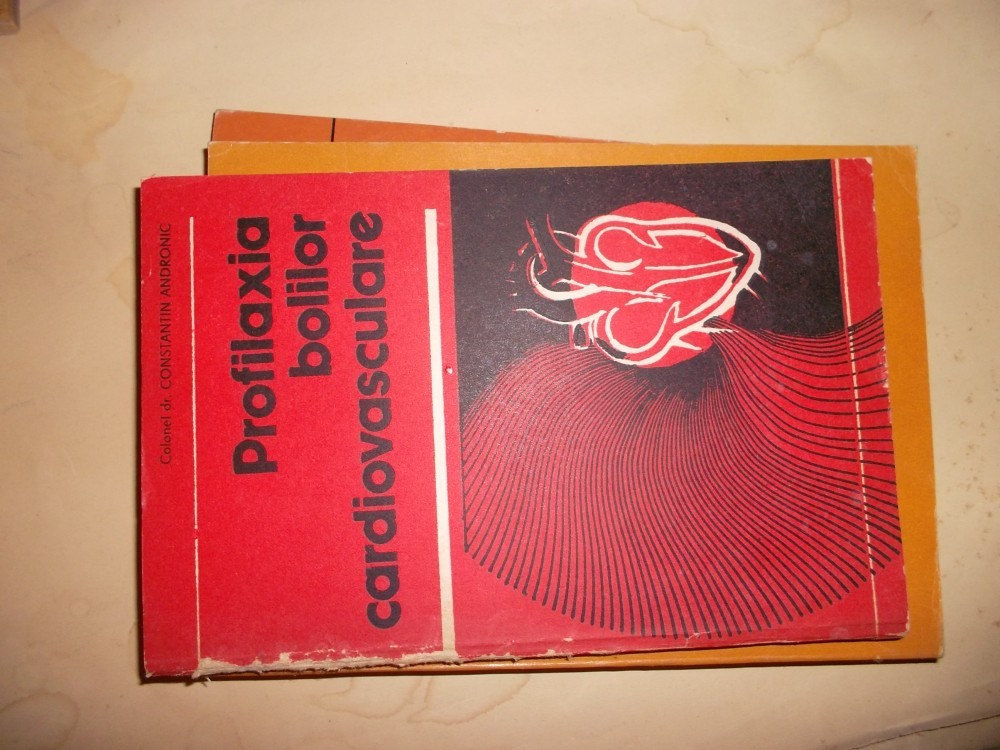 Colonel dr. CONSTANTIN ANDRONIC
Profilaxia
bolilor
cardiovasculare